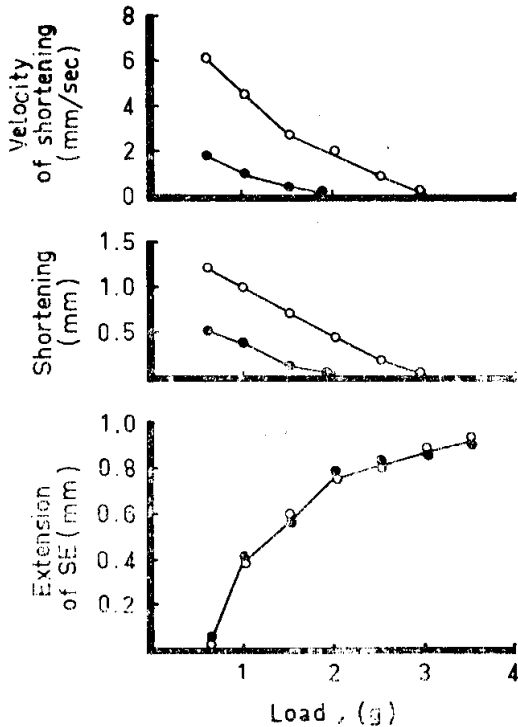 Velocity
of shortening
(mm/sec)
8
6
4
2
0
Shortening
(mm)
1.5
1.0
0.5
Extension
of SE (mm)
1.0
0.8
0.6
0.4
0.2
1
2
3
4
Load, (g)